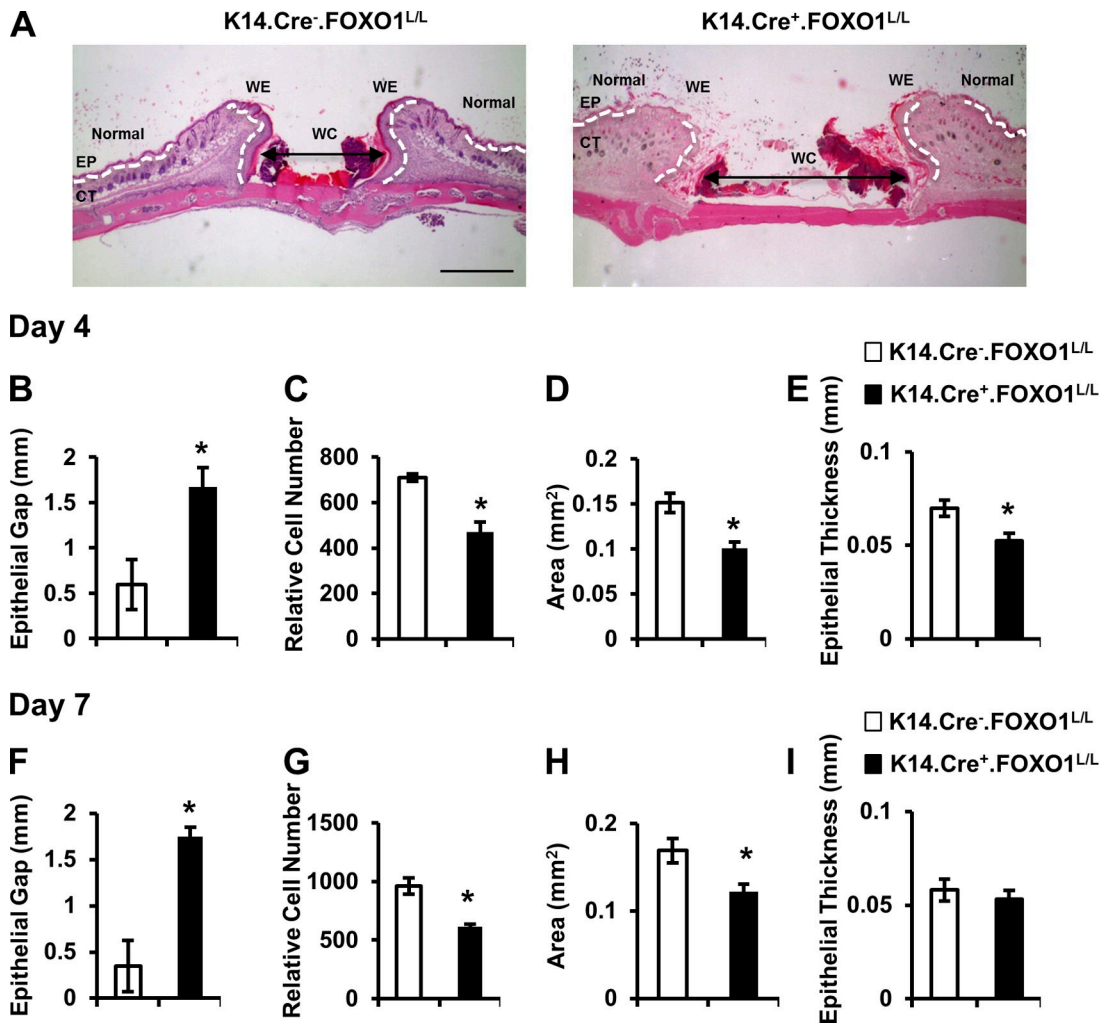 A
K14.Cre⁻.FOXO1ᴸ/ᴸ
K14.Cre⁺.FOXO1ᴸ/ᴸ
WE WE
Normal Normal
WC
EP
CT
Normal WE WE Normal
EP
CT
WC
Day 4
K14.Cre⁻.FOXO1ᴸ/ᴸ
K14.Cre⁺.FOXO1ᴸ/ᴸ
B
Epithelial Gap (mm)
2
1.5
1
0.5
0
*
C
Relative Cell Number
800
600
400
200
0
*
D
Area (mm²)
0.2
0.15
0.1
0.05
0
*
E
Epithelial Thickness (mm)
0.1
0.05
0
*
Day 7
K14.Cre⁻.FOXO1ᴸ/ᴸ
K14.Cre⁺.FOXO1ᴸ/ᴸ
F
Epithelial Gap (mm)
2
1.5
1
0.5
0
*
G
Relative Cell Number
1500
1000
500
0
*
H
Area (mm²)
0.2
0.1
0
*
I
Epithelial Thickness (mm)
0.1
0.05
0